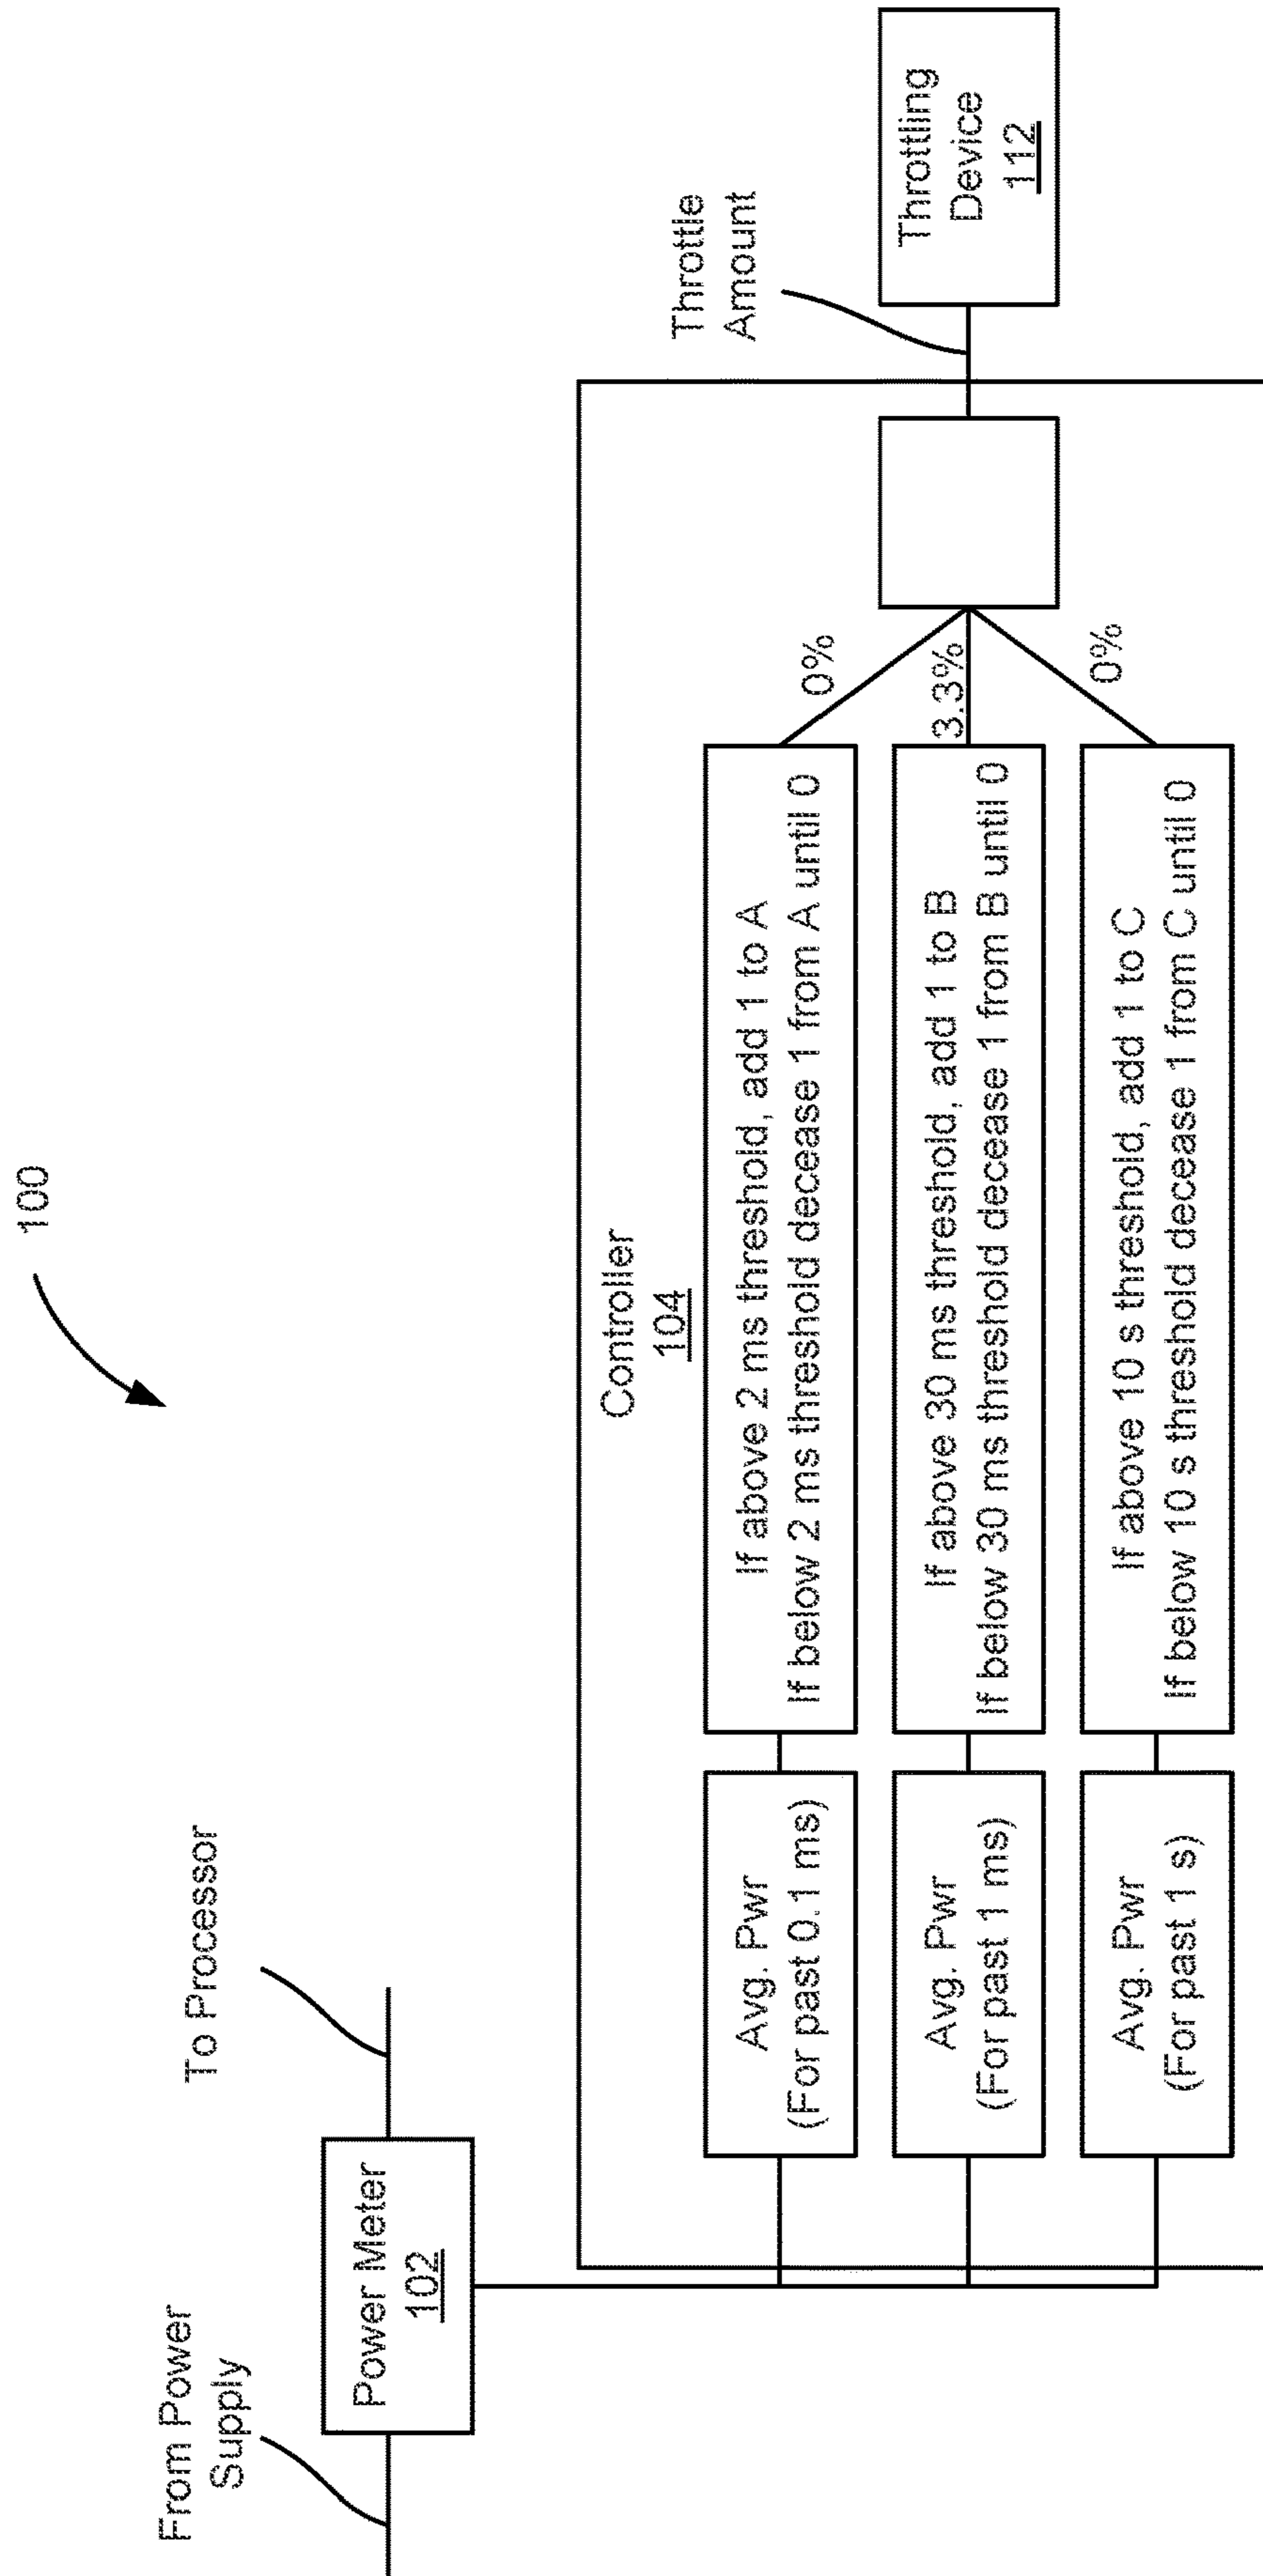 100
From Power
Supply
To Processor
Power Meter
102
Controller
104
Avg. Pwr
(For past 0.1 ms)
If above 2 ms threshold, add 1 to A
If below 2 ms threshold decease 1 from A until 0
0%
Avg. Pwr
(For past 1 ms)
If above 30 ms threshold, add 1 to B
If below 30 ms threshold decease 1 from B until 0
3.3%
Avg. Pwr
(For past 1 s)
If above 10 s threshold, add 1 to C
If below 10 s threshold decease 1 from C until 0
0%
Throttle
Amount
Throttling
Device
112